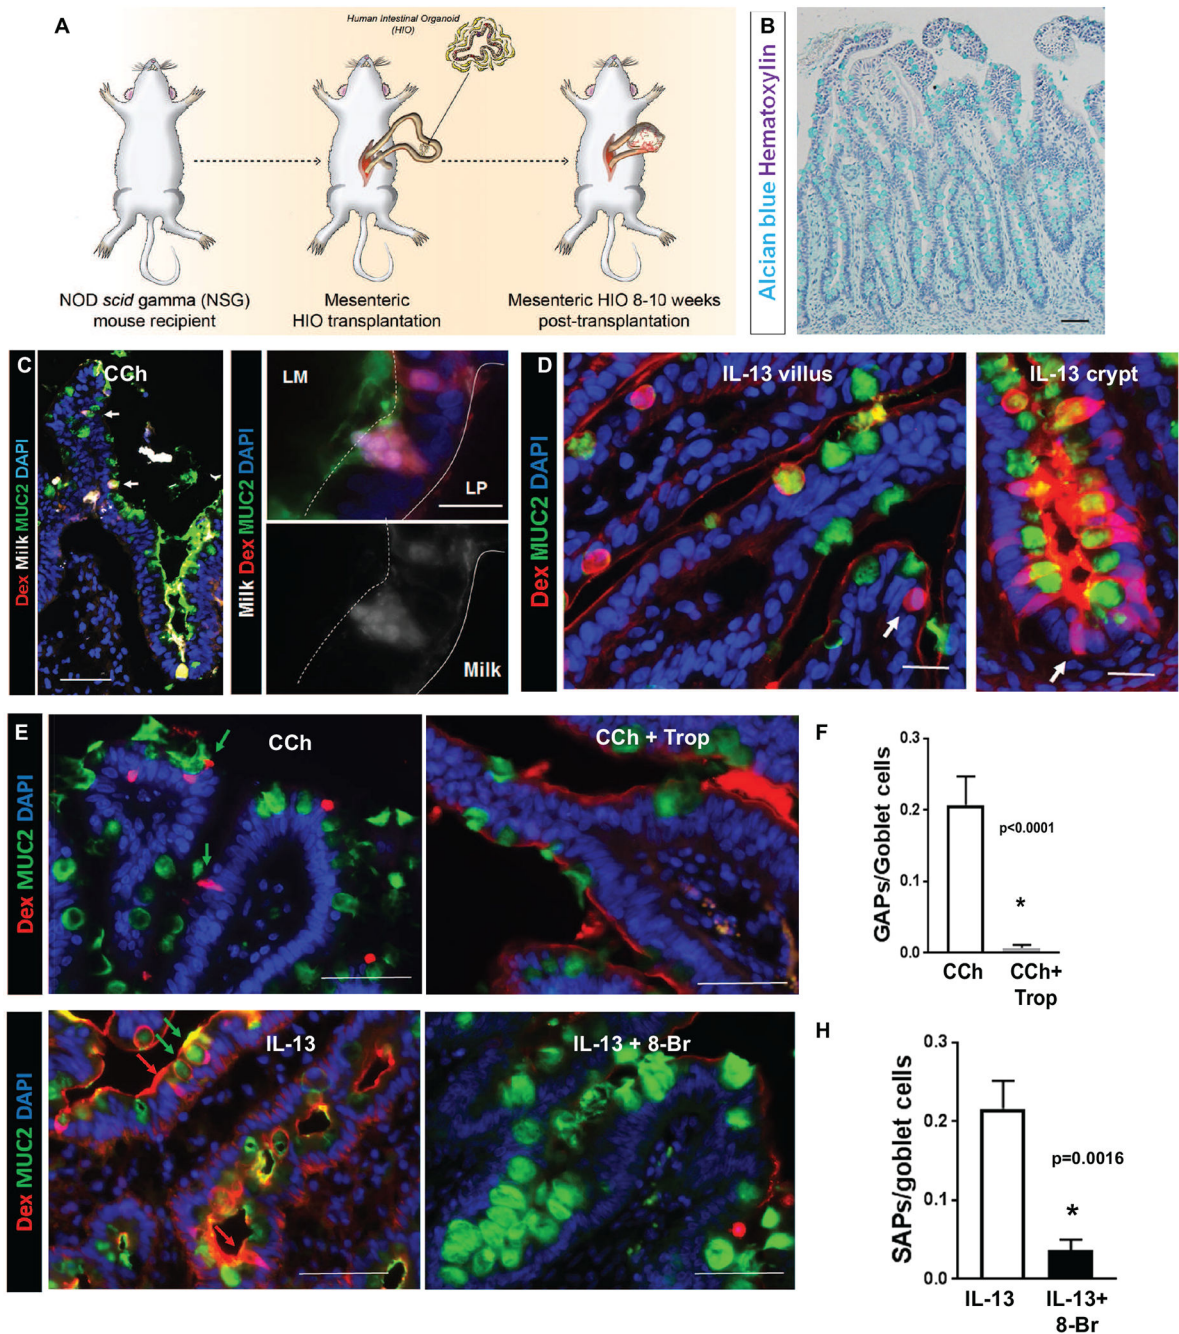 A
Human Intestinal Organoid
(HIO)
NOD scid gamma (NSG)
mouse recipient
Mesenteric
HIO transplantation
Mesenteric HIO 8-10 weeks
post-transplantation
B
Alcian blue Hematoxylin
C
CCh
Dex Milk MUC2 DAPI
Milk Dex MUC2 DAPI
LM
LP
Milk
D
IL-13 villus
IL-13 crypt
Dex MUC2 DAPI
E
CCh
CCh + Trop
Dex MUC2 DAPI
F
GAPs/Goblet cells
0.3
0.2
0.1
0.0
p<0.0001
*
CCh
CCh+
Trop
IL-13
IL-13 + 8-Br
Dex MUC2 DAPI
H
SAPs/goblet cells
0.3
0.2
0.1
0.0
p=0.0016
*
IL-13
IL-13+
8-Br